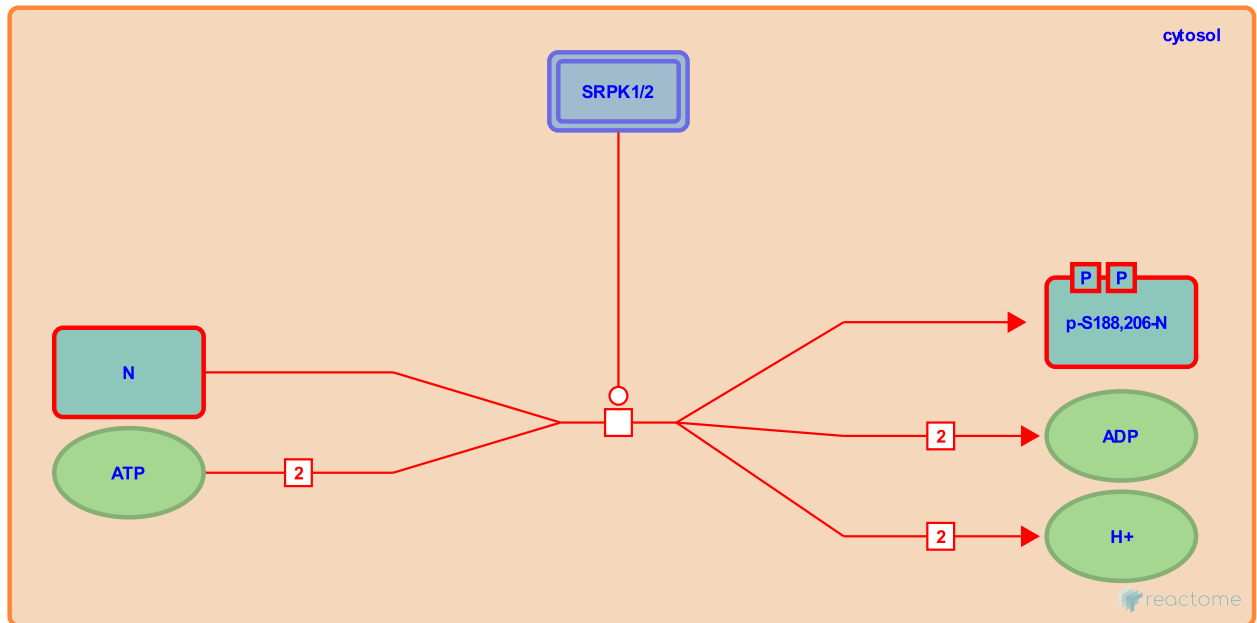 cytosol
SRPK1/2
P P
p-S188,206-N
N
2
ADP
ATP
2
2
H+
reactome